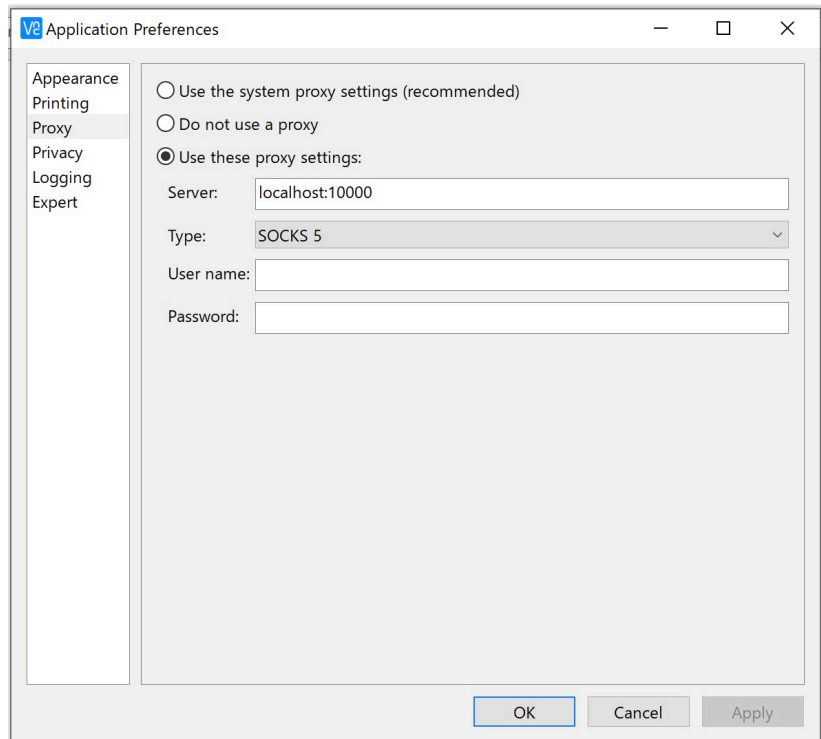 VS Application Preferences
Appearance
Printing
Proxy
Privacy
Logging
Expert
Use the system proxy settings (recommended)
Do not use a proxy
Use these proxy settings:
Server: localhost:10000
Type: SOCKS 5
User name:
Password:
OK Cancel Apply